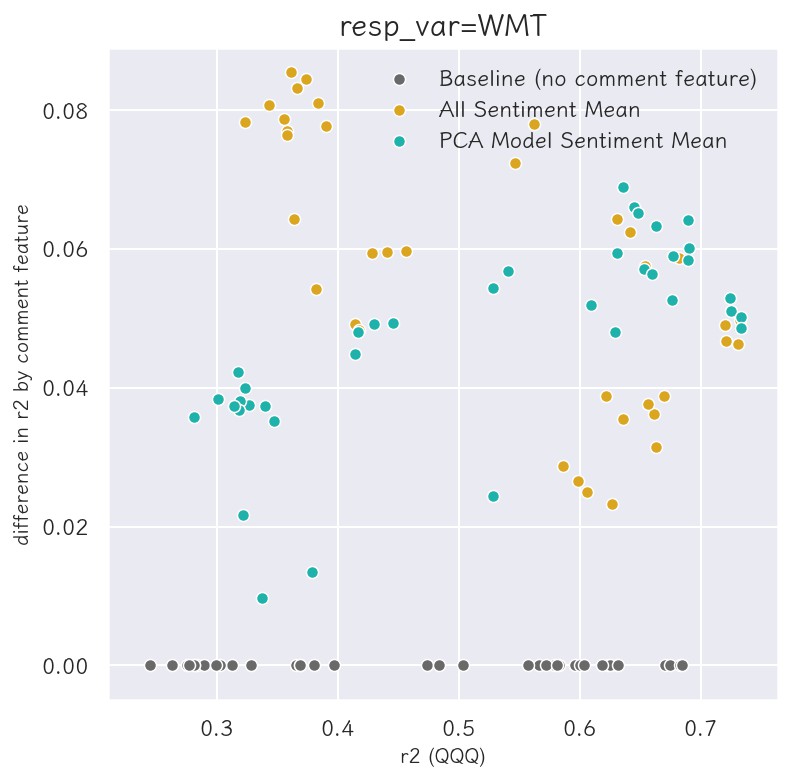 resp_var=WMT
Baseline (no comment feature)
All Sentiment Mean
PCA Model Sentiment Mean
difference in r2 by comment feature
0.08
0.06
0.04
0.02
0.00
0.3 0.4 0.5 0.6 0.7
r2 (QQQ)